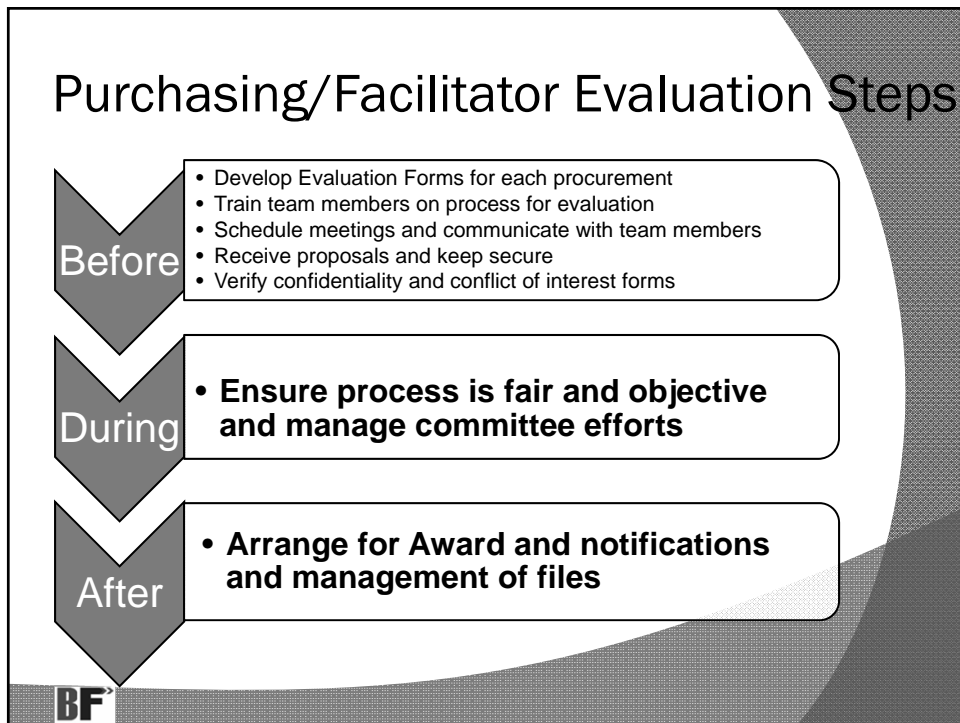 Purchasing/Facilitator Evaluation Steps
Before
• Develop Evaluation Forms for each procurement
• Train team members on process for evaluation
• Schedule meetings and communicate with team members
• Receive proposals and keep secure
• Verify confidentiality and conflict of interest forms
During
• Ensure process is fair and objective
and manage committee efforts
After
• Arrange for Award and notifications
and management of files
BF